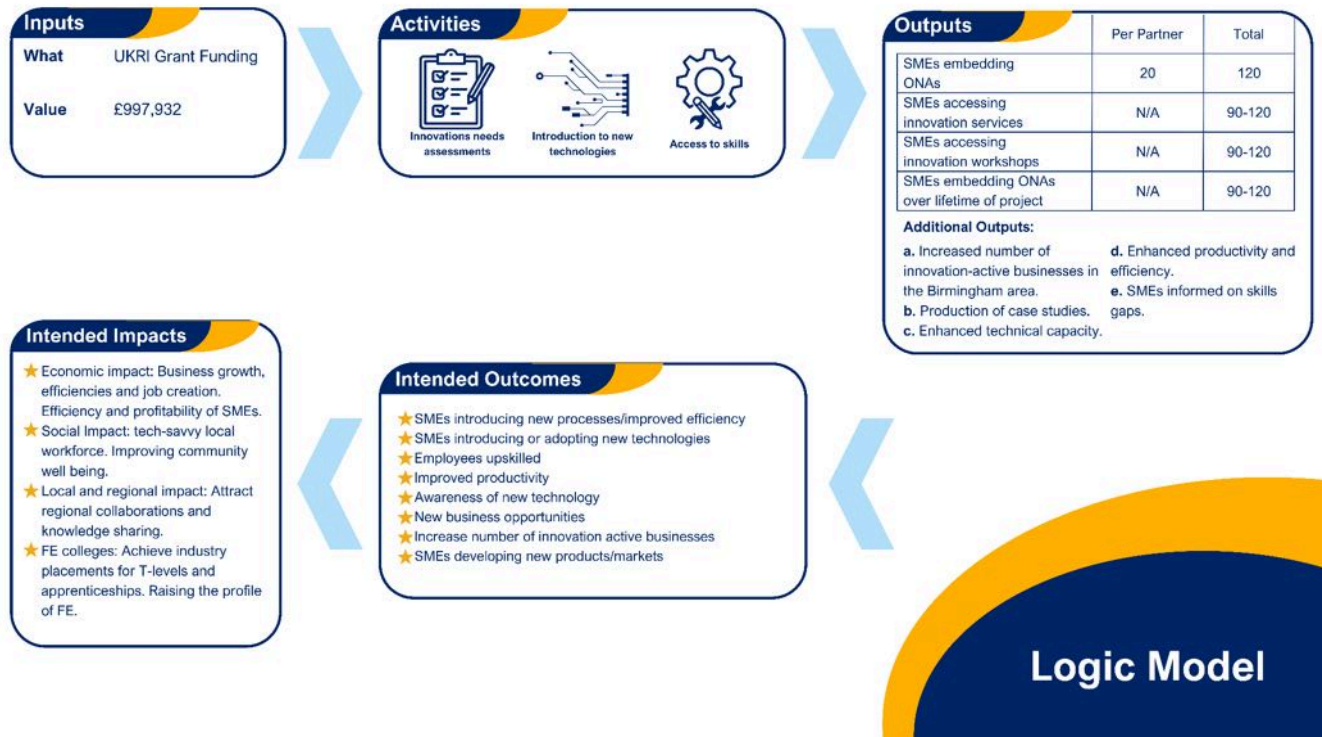 Inputs
What UKRI Grant Funding
Value £997,932
Activities
Innovations needs
assessments
Introduction to new
technologies
Access to skills
Outputs
Per Partner Total
SMEs embedding
ONAs
20 120
SMEs accessing
innovation services
N/A 90-120
SMEs accessing
innovation workshops
N/A 90-120
SMEs embedding ONAs
over lifetime of project
N/A 90-120
Additional Outputs:
a. Increased number of
innovation-active businesses in
the Birmingham area.
b. Production of case studies.
c. Enhanced technical capacity.
d. Enhanced productivity and
efficiency.
e. SMEs informed on skills
gaps.
Intended Outcomes
SMEs introducing new processes/improved efficiency
SMEs introducing or adopting new technologies
Employees upskilled
Improved productivity
Awareness of new technology
New business opportunities
Increase number of innovation active businesses
SMEs developing new products/markets
Intended Impacts
Economic impact: Business growth,
efficiencies and job creation.
Efficiency and profitability of SMEs.
Social Impact: tech-savvy local
workforce. Improving community
well being.
Local and regional impact: Attract
regional collaborations and
knowledge sharing.
FE colleges: Achieve industry
placements for T-levels and
apprenticeships. Raising the profile
of FE.
Logic Model